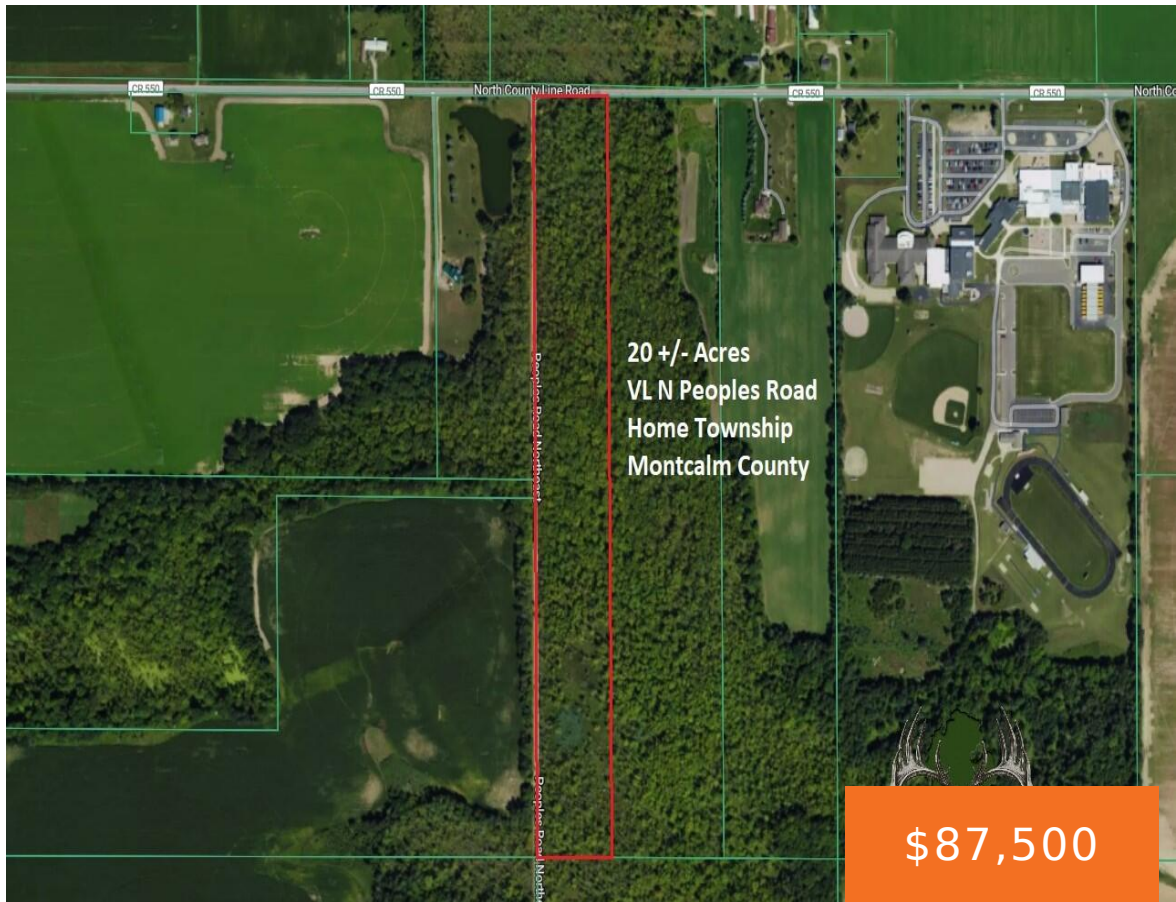 CR 550
CR 550
North County Line Road
CR 550
CR 550
North Co
20 +/- Acres
VL N Peoples Road
Home Township
Montcalm County
Peoples Road Northeast
Peoples Road Northe
$87,500